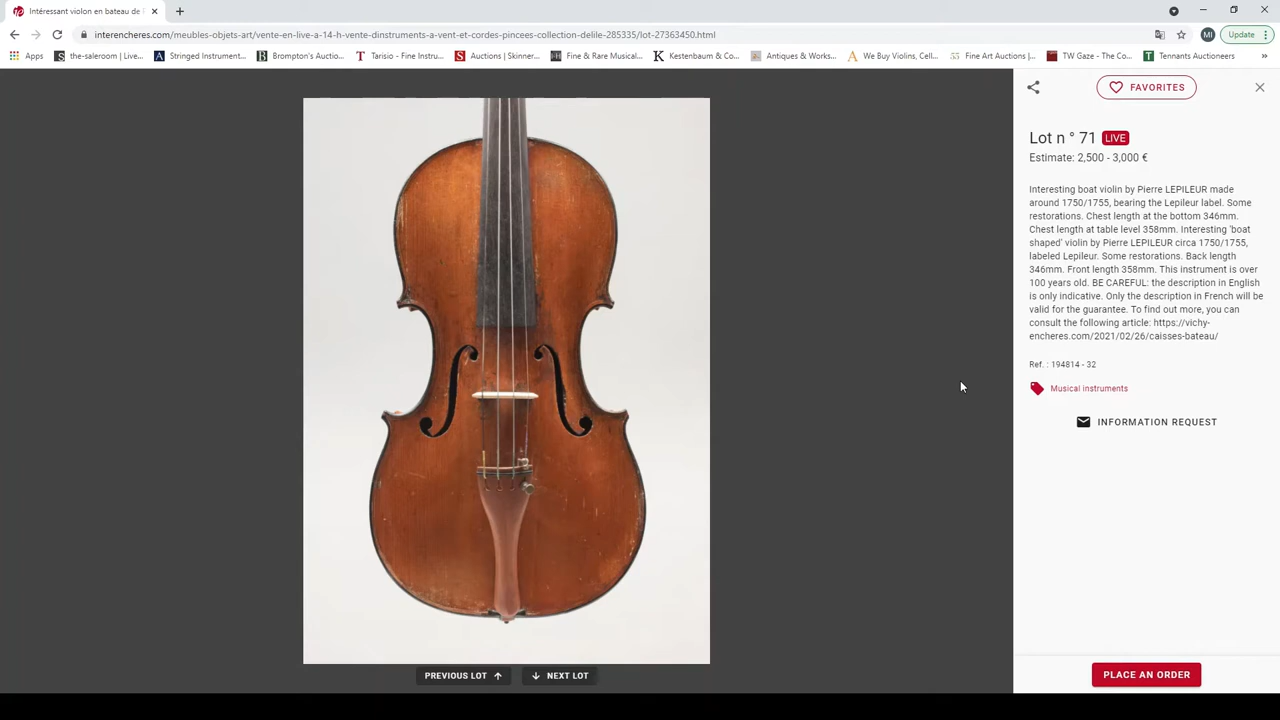 Intéressant violon en bateau de F
interencheres.com/meubles-objets-art/vente-en-live-a-14-h-vente-dinstruments-a-vent-et-cordes-pincees-collection-delile-285335/lot-27363450.html
MI
Update
Apps
the-saleroom | Live...
Stringed Instrument...
Brompton's Auctio...
Tarisio - Fine Instru...
Auctions | Skinner...
Fine & Rare Musical...
Kestenbaum & Co...
Antiques & Works...
We Buy Violins, Cell...
Fine Art Auctions |...
TW Gaze - The Co...
Tennants Auctioneers
FAVORITES
Lot n ° 71 LIVE
Estimate: 2,500 - 3,000 €
Interesting boat violin by Pierre LEPILEUR made
around 1750/1755, bearing the Lepileur label. Some
restorations. Chest length at the bottom 346mm.
Chest length at table level 358mm. Interesting 'boat
shaped' violin by Pierre LEPILEUR circa 1750/1755,
labeled Lepileur. Some restorations. Back length
346mm. Front length 358mm. This instrument is over
100 years old. BE CAREFUL: the description in English
is only indicative. Only the description in French will be
valid for the guarantee. To find out more, you can
consult the following article: https://vichy-
encheres.com/2021/02/26/caisses-bateau/
Ref. : 194814 - 32
Musical instruments
INFORMATION REQUEST
PREVIOUS LOT
NEXT LOT
PLACE AN ORDER